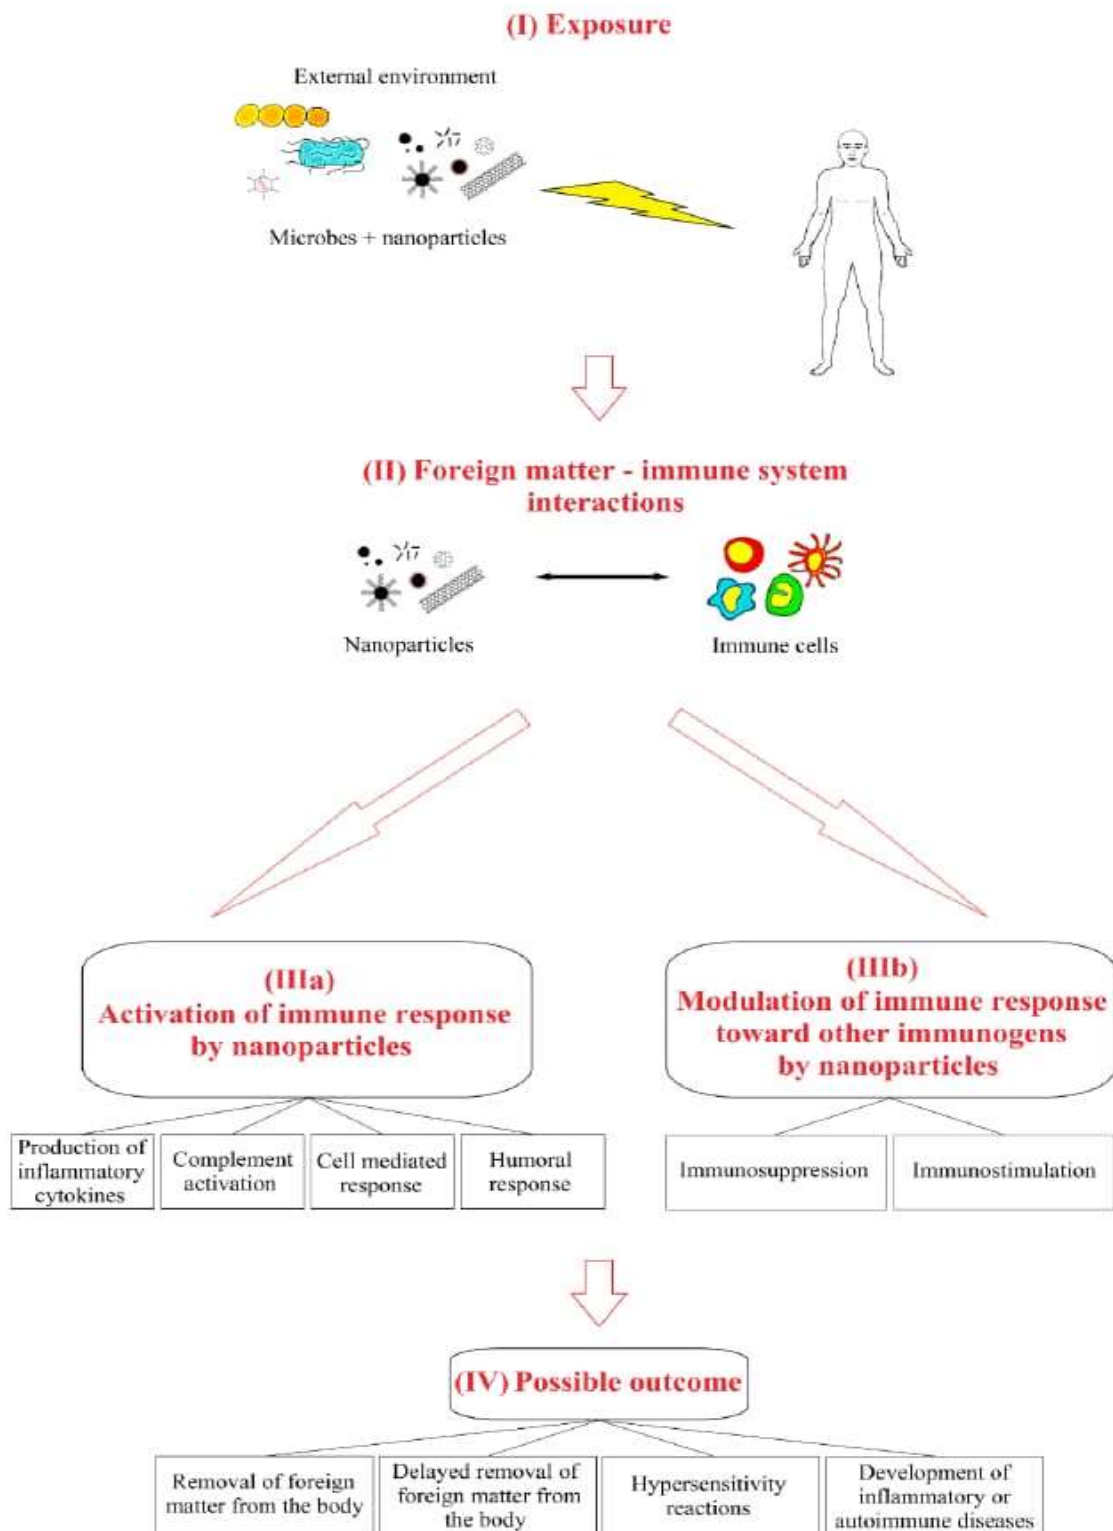 (I) Exposure
External environment
Microbes + nanoparticles
(II) Foreign matter - immune system
interactions
Nanoparticles
Immune cells
(IIIa)
Activation of immune response
by nanoparticles
(IIIb)
Modulation of immune response
toward other immunogens
by nanoparticles
Production of
inflammatory
cytokines
Complement
activation
Cell mediated
response
Humoral
response
Immunosuppression
Immunostimulation
(IV) Possible outcome
Removal of foreign
matter from the body
Delayed removal of
foreign matter from
the body
Hypersensitivity
reactions
Development of
inflammatory or
autoimmune diseases